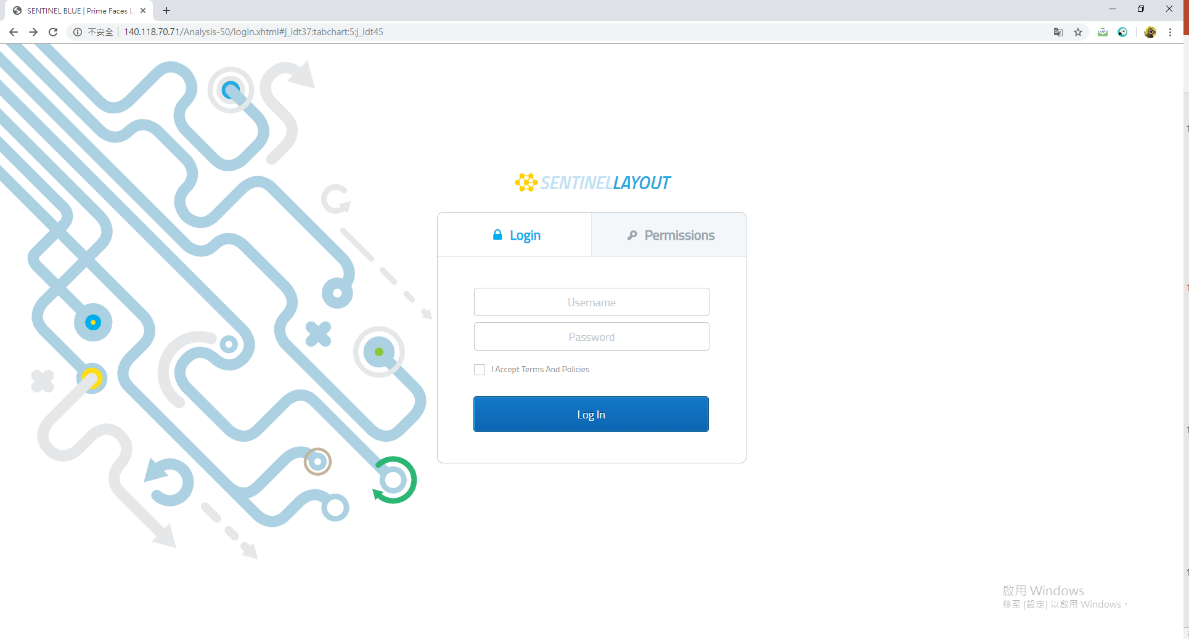 SENTINEL BLUE | Prime Faces L
不安全 | 140.118.70.71/Analysis-50/login.xhtml#j_idt37:tabchart:5:j_idt45
SENTINELLAYOUT
Login
Permissions
Username
Password
I Accept Terms And Policies
Log In
啟用 Windows
移至 [設定] 以啟用 Windows。